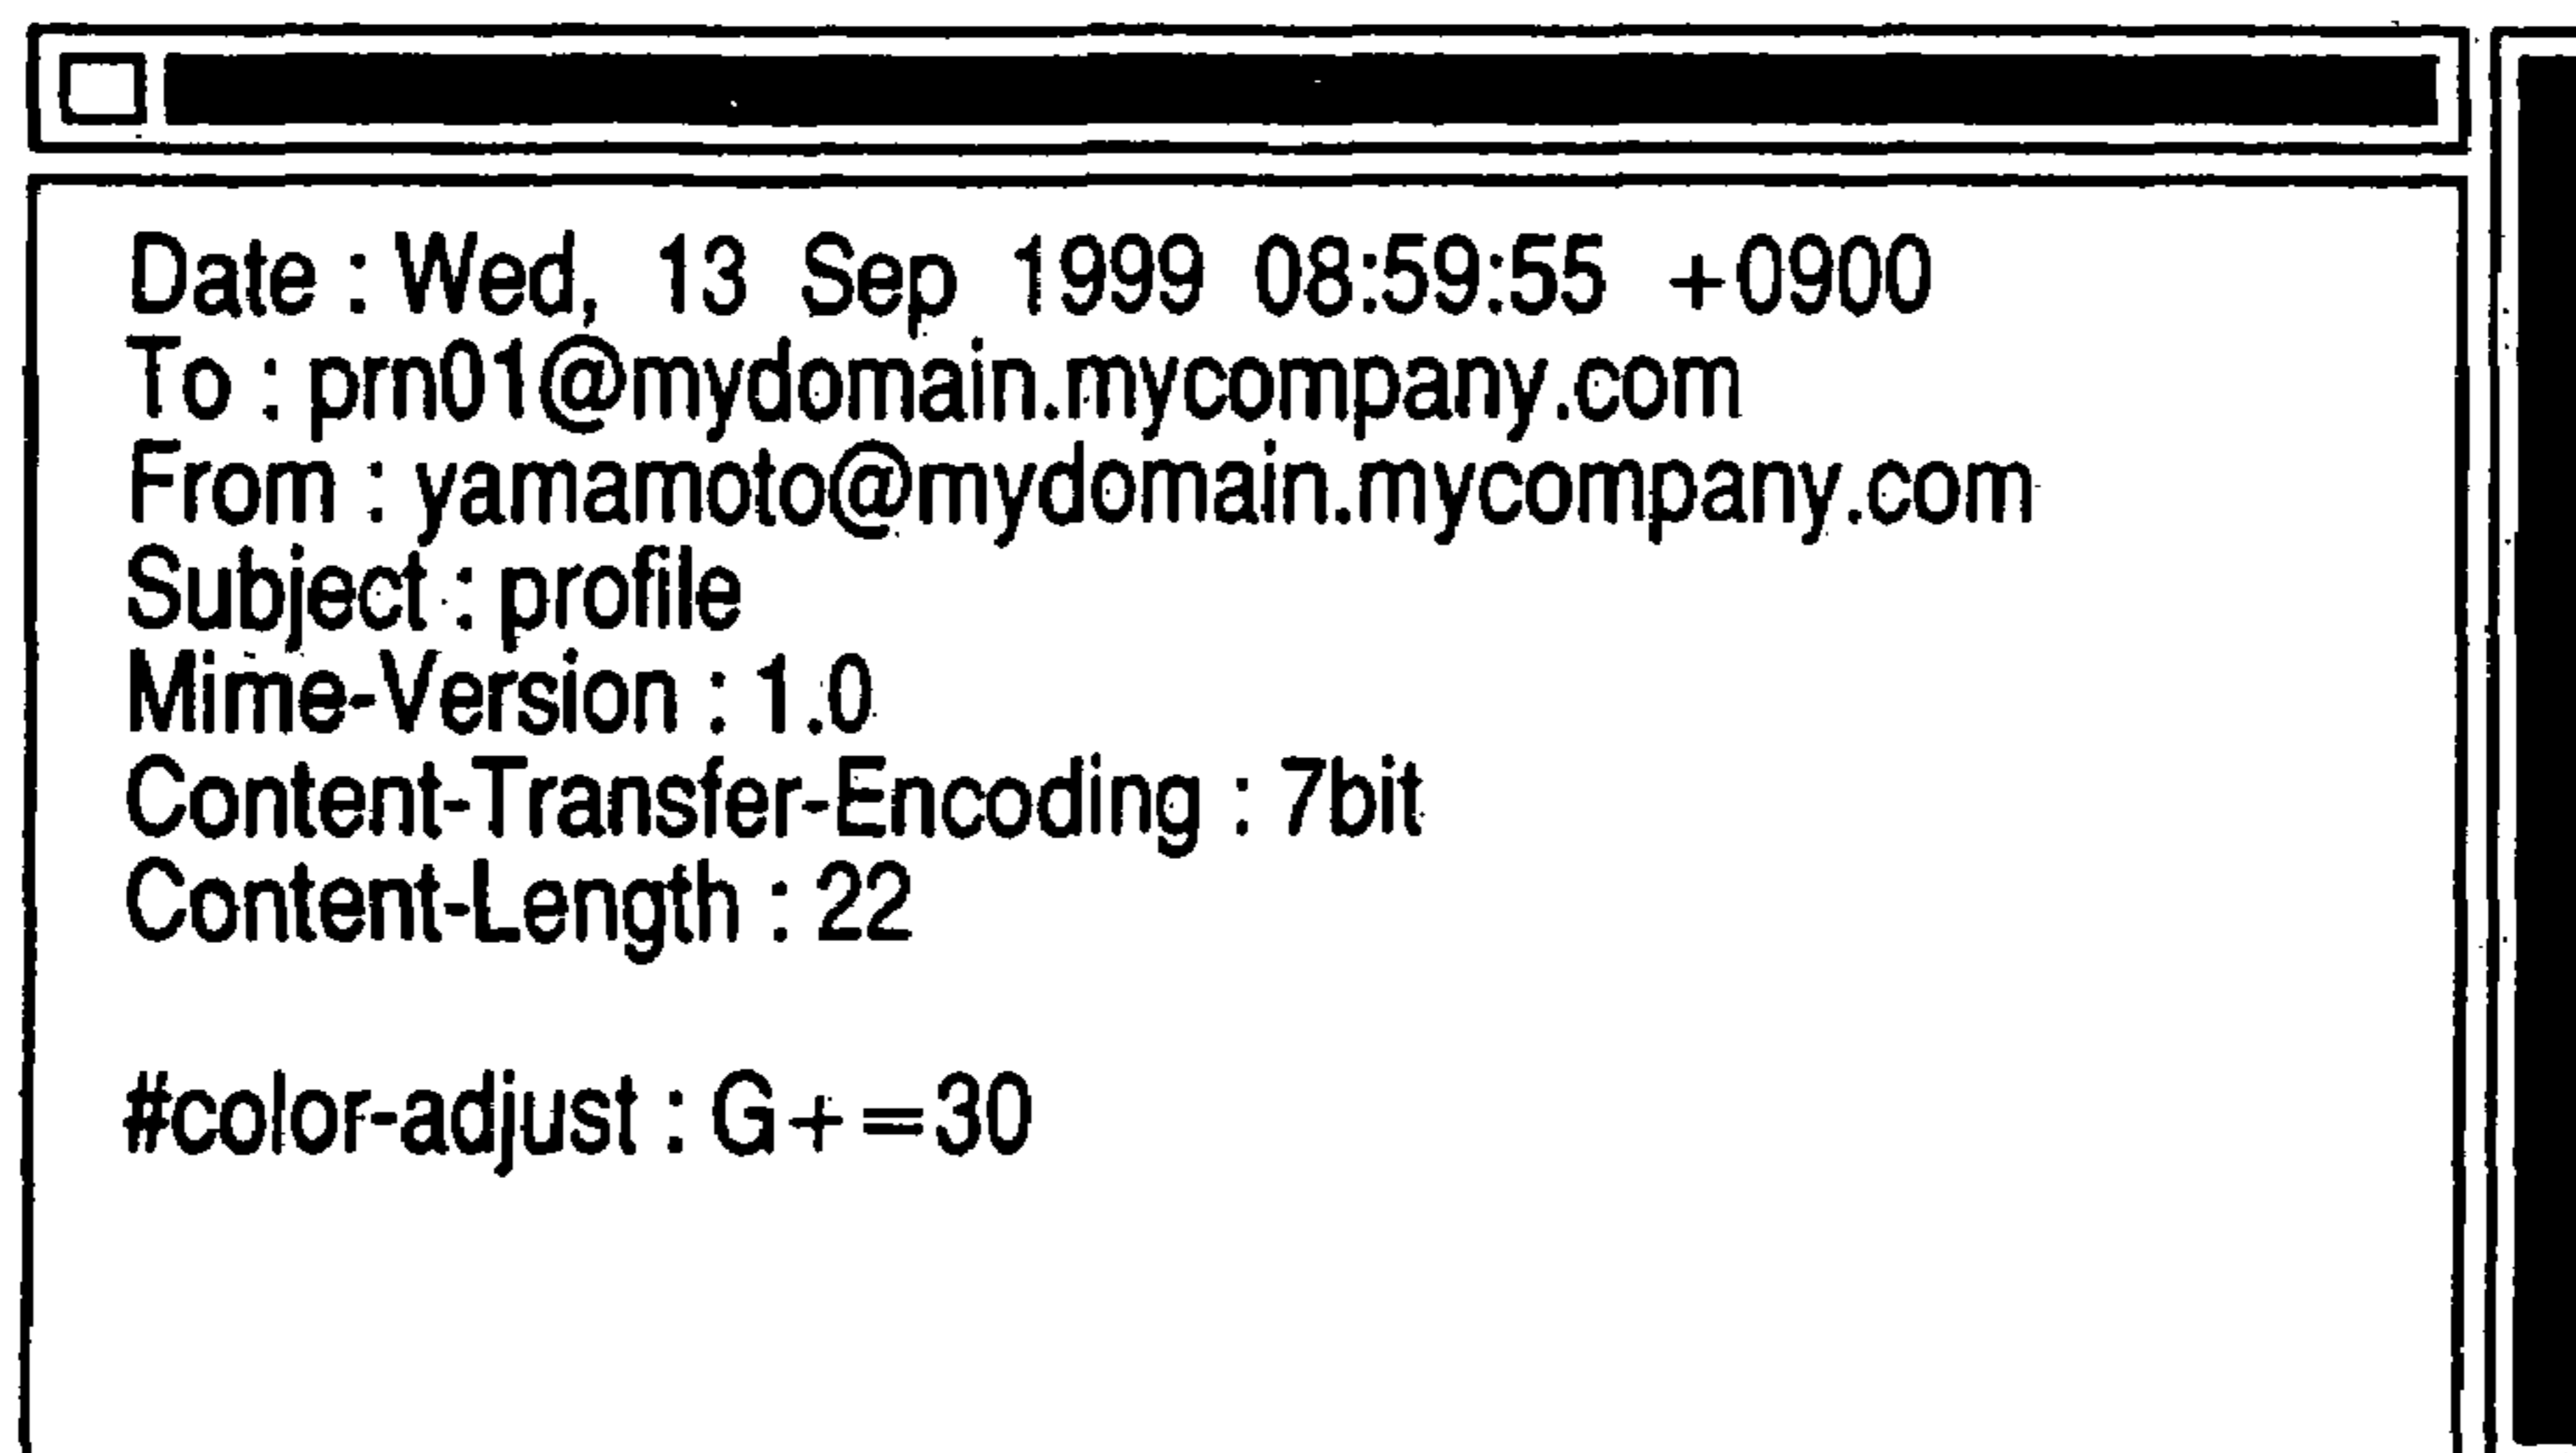 Date : Wed, 13 Sep 1999 08:59:55 +0900
To : prn01@mydomain.mycompany.com
From : yamamoto@mydomain.mycompany.com
Subject : profile
Mime-Version : 1.0
Content-Transfer-Encoding : 7bit
Content-Length : 22

#color-adjust : G+=30